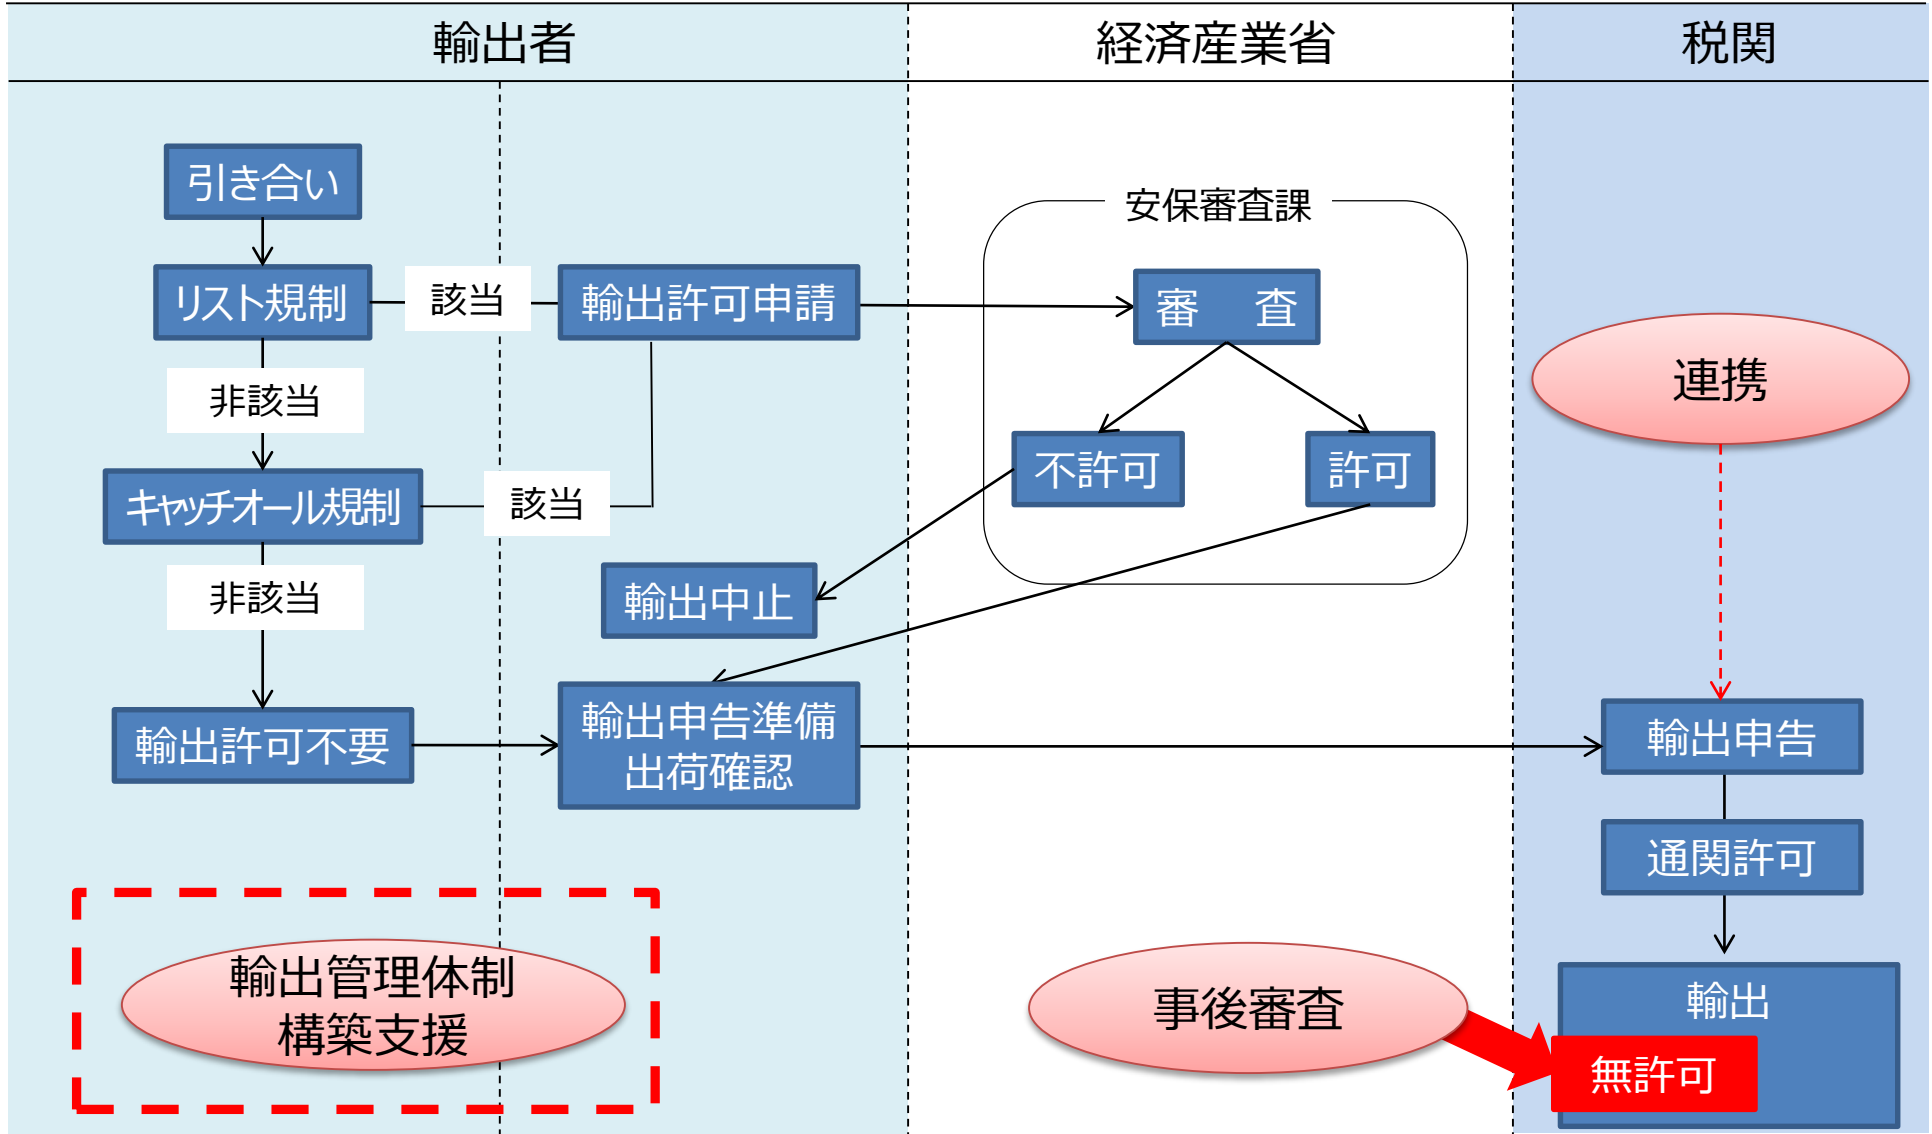 輸出者
経済産業省
税関
引き合い
安保審査課
リスト規制
該当
輸出許可申請
審　査
連携
非該当
不許可
許可
キャッチオール規制
該当
非該当
輸出中止
輸出許可不要
輸出申告準備
出荷確認
輸出申告
通関許可
輸出管理体制
構築支援
事後審査
輸出
無許可